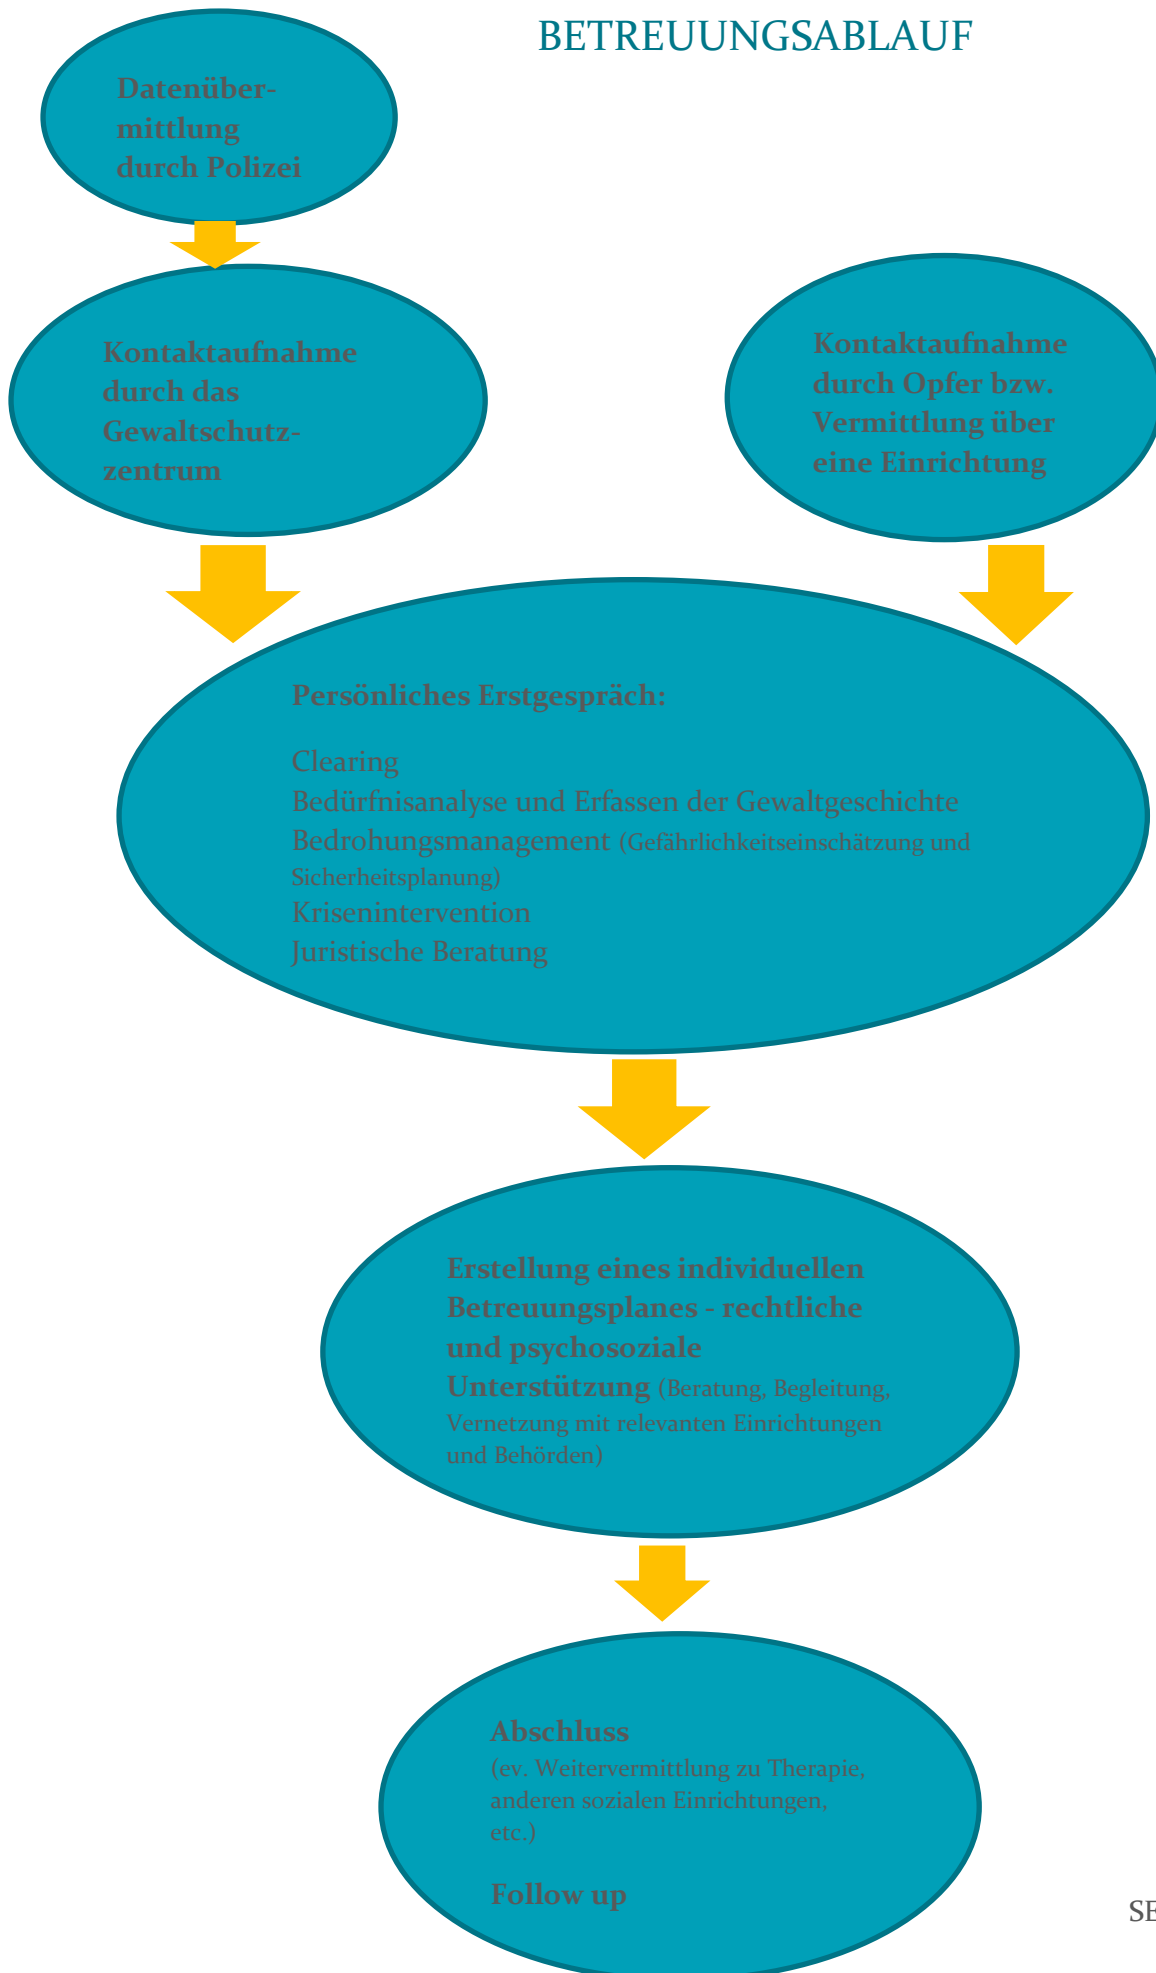 BETREUUNGSABLAUF
Datenüber-
mittlung
durch Polizei
Kontaktaufnahme
durch das
Gewaltschutz-
zentrum
Kontaktaufnahme
durch Opfer bzw.
Vermittlung über
eine Einrichtung
Persönliches Erstgespräch:
Clearing
Bedürfnisanalyse und Erfassen der Gewaltgeschichte
Bedrohungsmanagement (Gefährlichkeitseinschätzung und
Sicherheitsplanung)
Krisenintervention
Juristische Beratung
Erstellung eines individuellen
Betreuungsplanes - rechtliche
und psychosoziale
Unterstützung (Beratung, Begleitung,
Vernetzung mit relevanten Einrichtungen
und Behörden)
Abschluss
(ev. Weitervermittlung zu Therapie,
anderen sozialen Einrichtungen,
etc.)
Follow up